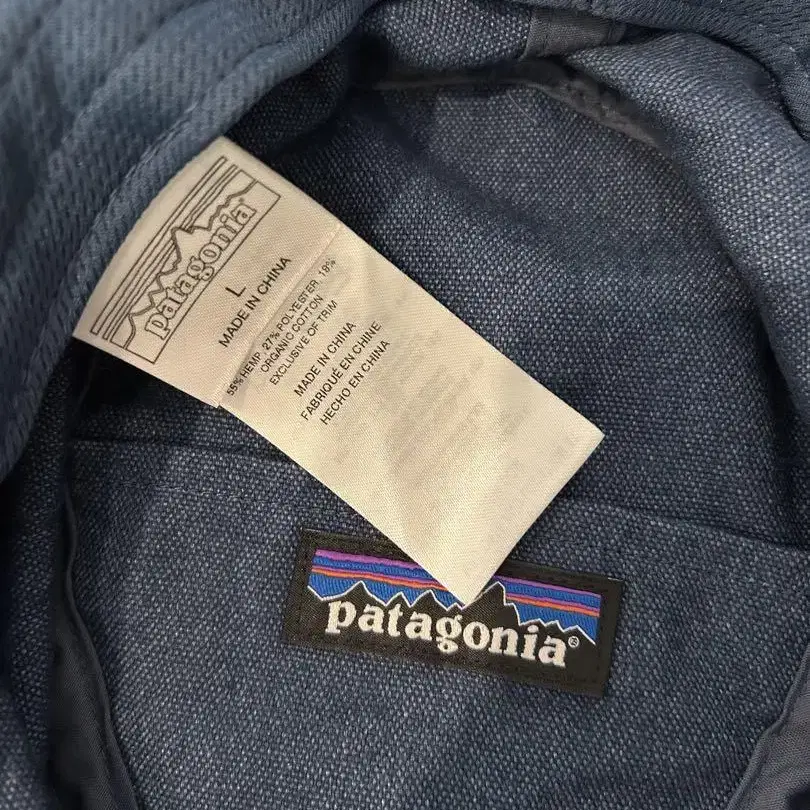 patagonia
L
MADE IN CHINA
55% HEMP, 27% POLYESTER, 18%
ORGANIC COTTON
EXCLUSIVE OF TRIM
MADE IN CHINA
FABRIQUÉ EN CHINE
HECHO EN CHINA
patagonia®